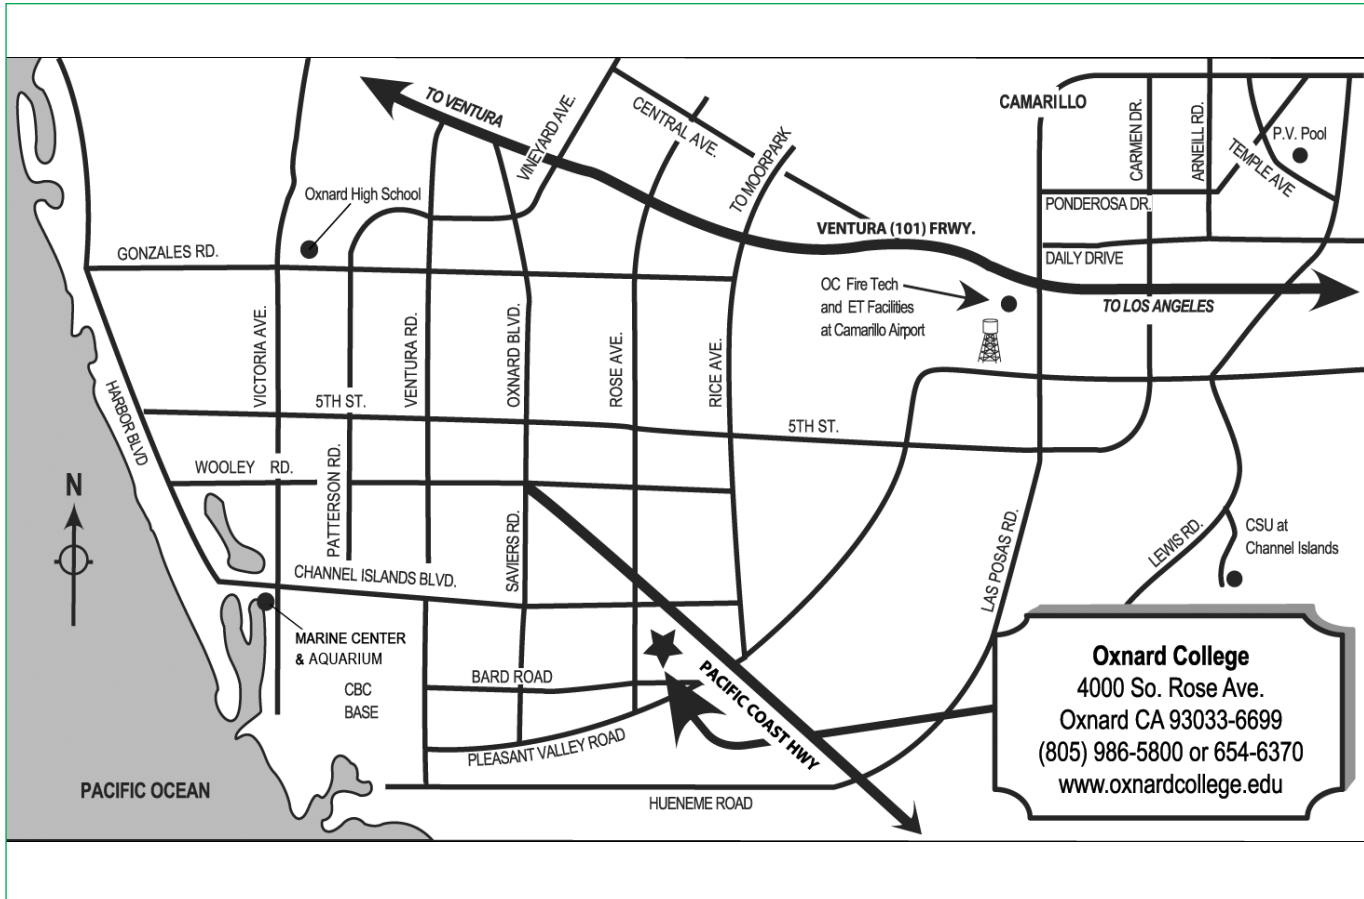 TO VENTURA
VINEYARD AVE.
CENTRAL AVE.
TO MOORPARK
CAMARILLO
CARMEN DR.
ARNEILL RD.
P.V. Pool
TEMPLE AVE
Oxnard High School
PONDEROSA DR.
VENTURA (101) FRWY.
GONZALES RD.
DAILY DRIVE
OC Fire Tech
and ET Facilities
at Camarillo Airport
TO LOS ANGELES
VICTORIA AVE.
VENTURA RD.
OXNARD BLVD.
ROSE AVE.
RICE AVE.
HARBOR BLVD
5TH ST.
5TH ST.
WOOLEY RD.
PATTERSON RD.
N
SAVIERS RD.
LAS POSAS RD.
LEWIS RD.
CSU at
Channel Islands
CHANNEL ISLANDS BLVD.
MARINE CENTER
& AQUARIUM
CBC
BASE
BARD ROAD
PACIFIC COAST HWY
PLEASANT VALLEY ROAD
PACIFIC OCEAN
HUENEME ROAD
Oxnard College
4000 So. Rose Ave.
Oxnard CA 93033-6699
(805) 986-5800 or 654-6370
www.oxnardcollege.edu